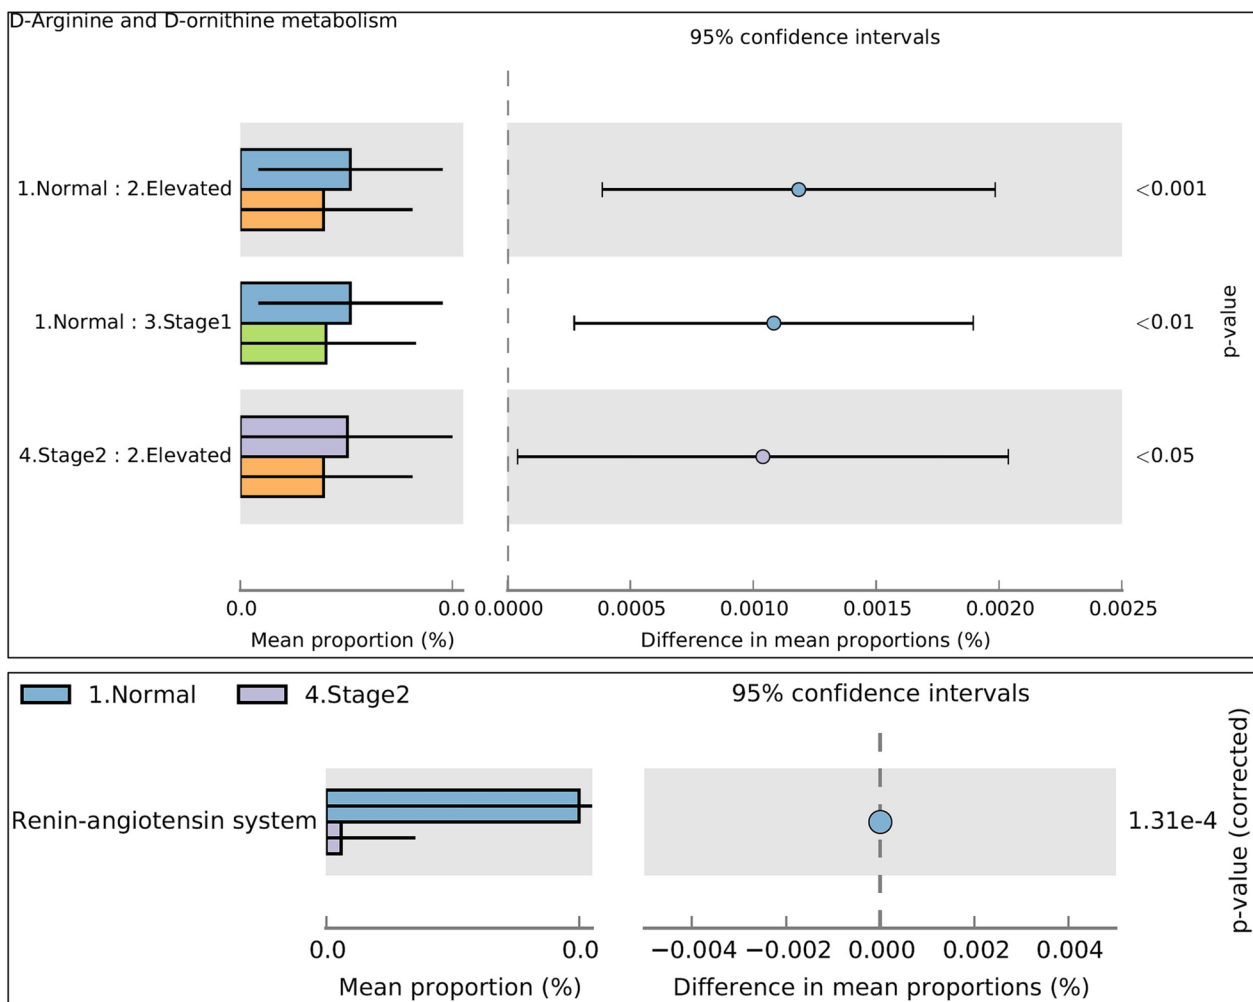 D-Arginine and D-ornithine metabolism
95% confidence intervals
1.Normal : 2.Elevated
<0.001
1.Normal : 3.Stage1
<0.01
4.Stage2 : 2.Elevated
<0.05
p-value
0.0 0.0 0.0000 0.0005 0.0010 0.0015 0.0020 0.0025
Mean proportion (%) Difference in mean proportions (%)
1.Normal 4.Stage2 95% confidence intervals
Renin-angiotensin system
1.31e-4
p-value (corrected)
0.0 0.0 −0.004 −0.002 0.000 0.002 0.004
Mean proportion (%) Difference in mean proportions (%)